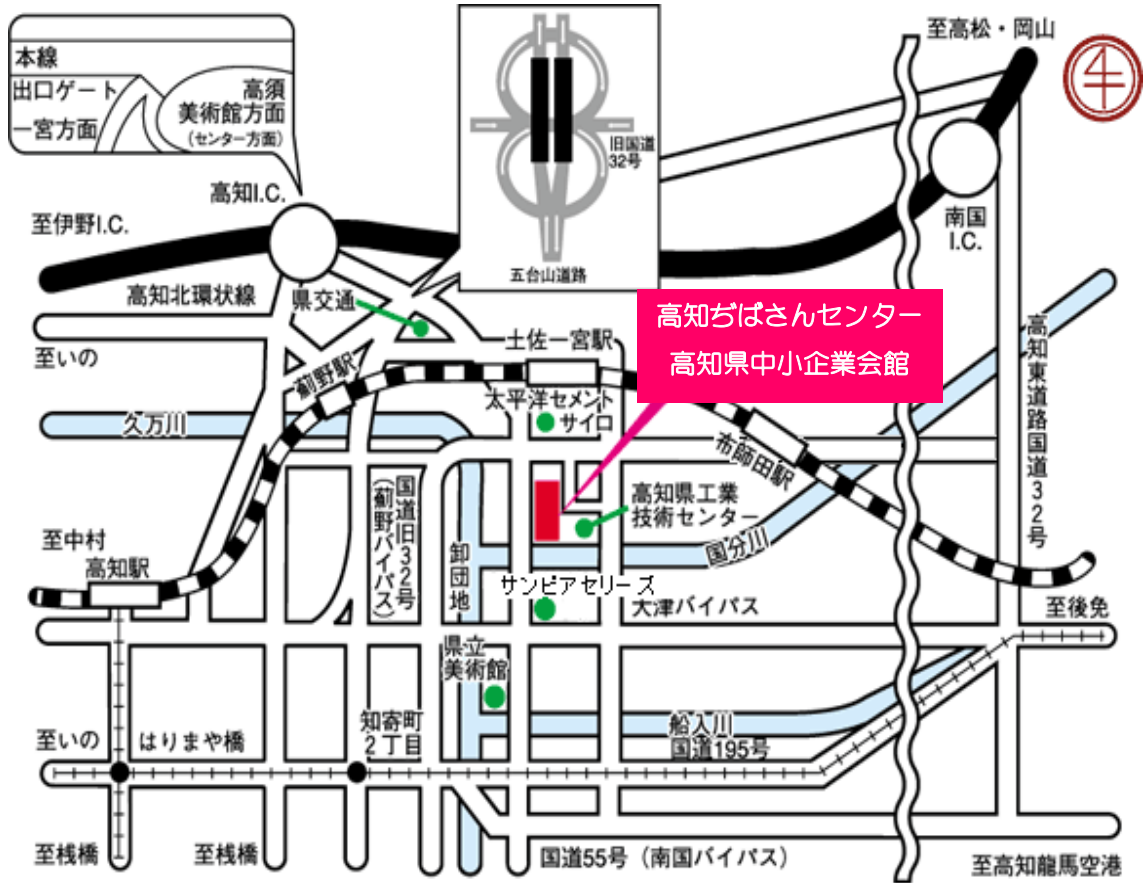 本線
出口ゲート
一宮方面
高須
美術館方面
(センター方面)
高知I.C.
至伊野I.C.
旧国道
32号
五台山道路
至高松・岡山
南国
I.C.
高知北環状線
県交通
至いの
薊野駅
土佐一宮駅
高知ぢばさんセンター
高知県中小企業会館
高知東道路国道32号
太平洋セメント
サイロ
久万川
布師田駅
国道旧32号
(薊野バイパス)
高知県工業
技術センター
国分川
至中村
高知駅
卸団地
サンピアセリーズ
大津バイパス
至後免
県立
美術館
至いの
はりまや橋
知寄町
2丁目
船入川
国道195号
至桟橋
至桟橋
国道55号(南国バイパス)
至高知龍馬空港